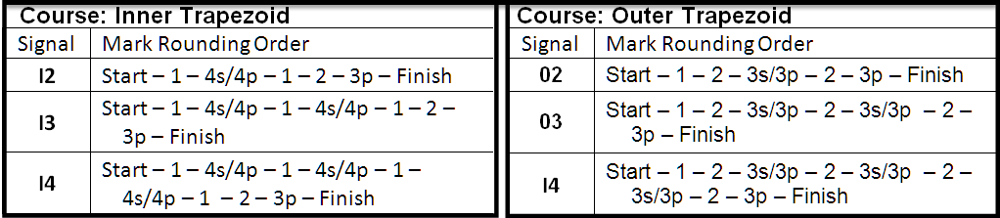 Course: Inner Trapezoid
Signal Mark Rounding Order
I2 Start – 1 – 4s/4p – 1 – 2 – 3p – Finish
I3 Start – 1 – 4s/4p – 1 – 4s/4p – 1 – 2 –
3p – Finish
I4 Start – 1 – 4s/4p – 1 – 4s/4p – 1 –
4s/4p – 1 – 2 – 3p – Finish
Course: Outer Trapezoid
Signal Mark Rounding Order
02 Start – 1 – 2 – 3s/3p – 2 – 3p – Finish
03 Start – 1 – 2 – 3s/3p – 2 – 3s/3p – 2 –
3p – Finish
I4 Start – 1 – 2 – 3s/3p – 2 – 3s/3p – 2 –
3s/3p – 2 – 3p – Finish